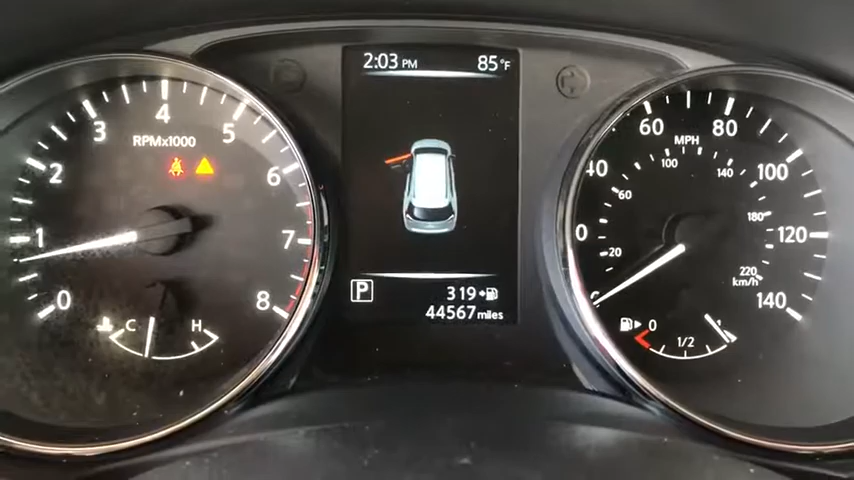 2:03 PM 85°F
RPMx1000
0 1 2 3 4 5 6 7 8
C H
P
319
44567 miles
MPH
0 40 60 80 100 120 140
20 60 100 140 180 220
km/h
0 1/2 1